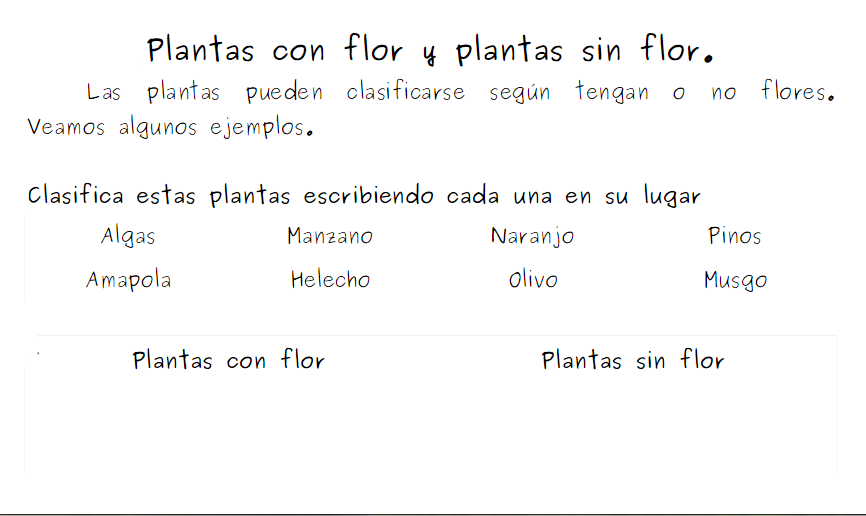 Plantas con flor y plantas sin flor.
Las plantas pueden clasificarse según tengan o no flores.
Veamos algunos ejemplos.
Clasifica estas plantas escribiendo cada una en su lugar
Algas Manzano Naranjo Pinos
Amapola Helecho Olivo Musgo
Plantas con flor Plantas sin flor